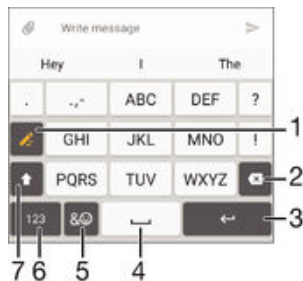 Write message
Hey I The
. .,- ABC DEF ?
GHI JKL MNO ! 1
PQRS TUV WXYZ 2
123 &☺ 3
7 6 5 4